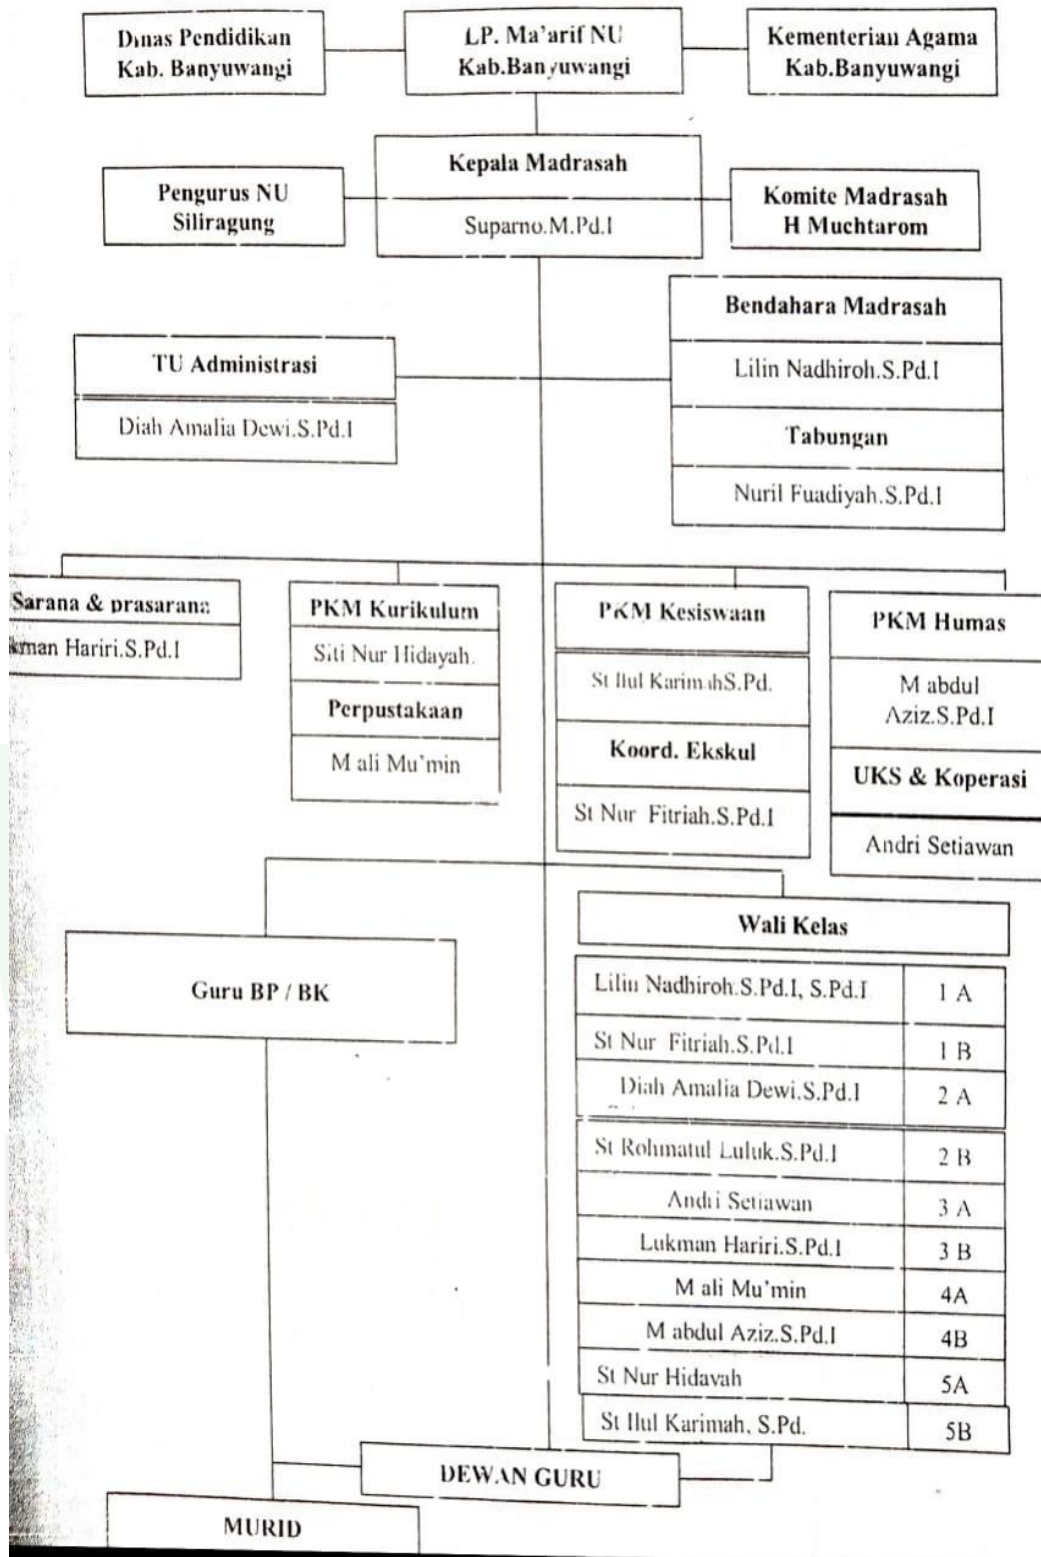 Dinas Pendidikan
Kab. Banyuwangi
LP. Ma'arif NU
Kab.Banyuwangi
Kementerian Agama
Kab.Banyuwangi
Pengurus NU
Siliragung
Kepala Madrasah
Suparno.M.Pd.I
Komite Madrasah
H Muchtarom
TU Administrasi
Diah Amalia Dewi.S.Pd.I
Bendahara Madrasah
Lilin Nadhiroh.S.Pd.I
Tabungan
Nuril Fuadiyah.S.Pd.I
Sarana & prasarana
kman Hariri.S.Pd.I
PKM Kurikulum
Siti Nur Hidayah.
Perpustakaan
M ali Mu'min
PKM Kesiswaan
St Ilul KarimahS.Pd.
Koord. Ekskul
St Nur Fitriah.S.Pd.I
PKM Humas
M abdul
Aziz.S.Pd.I
UKS & Koperasi
Andri Setiawan
Guru BP / BK
Wali Kelas
Lilin Nadhiroh.S.Pd.I, S.Pd.I 1 A
St Nur Fitriah.S.Pd.I 1 B
Diah Amalia Dewi.S.Pd.I 2 A
St Rohmatul Luluk.S.Pd.I 2 B
Andri Setiawan 3 A
Lukman Hariri.S.Pd.I 3 B
M ali Mu'min 4A
M abdul Aziz.S.Pd.I 4B
St Nur Hidayah 5A
St Ilul Karimah, S.Pd. 5B
DEWAN GURU
MURID